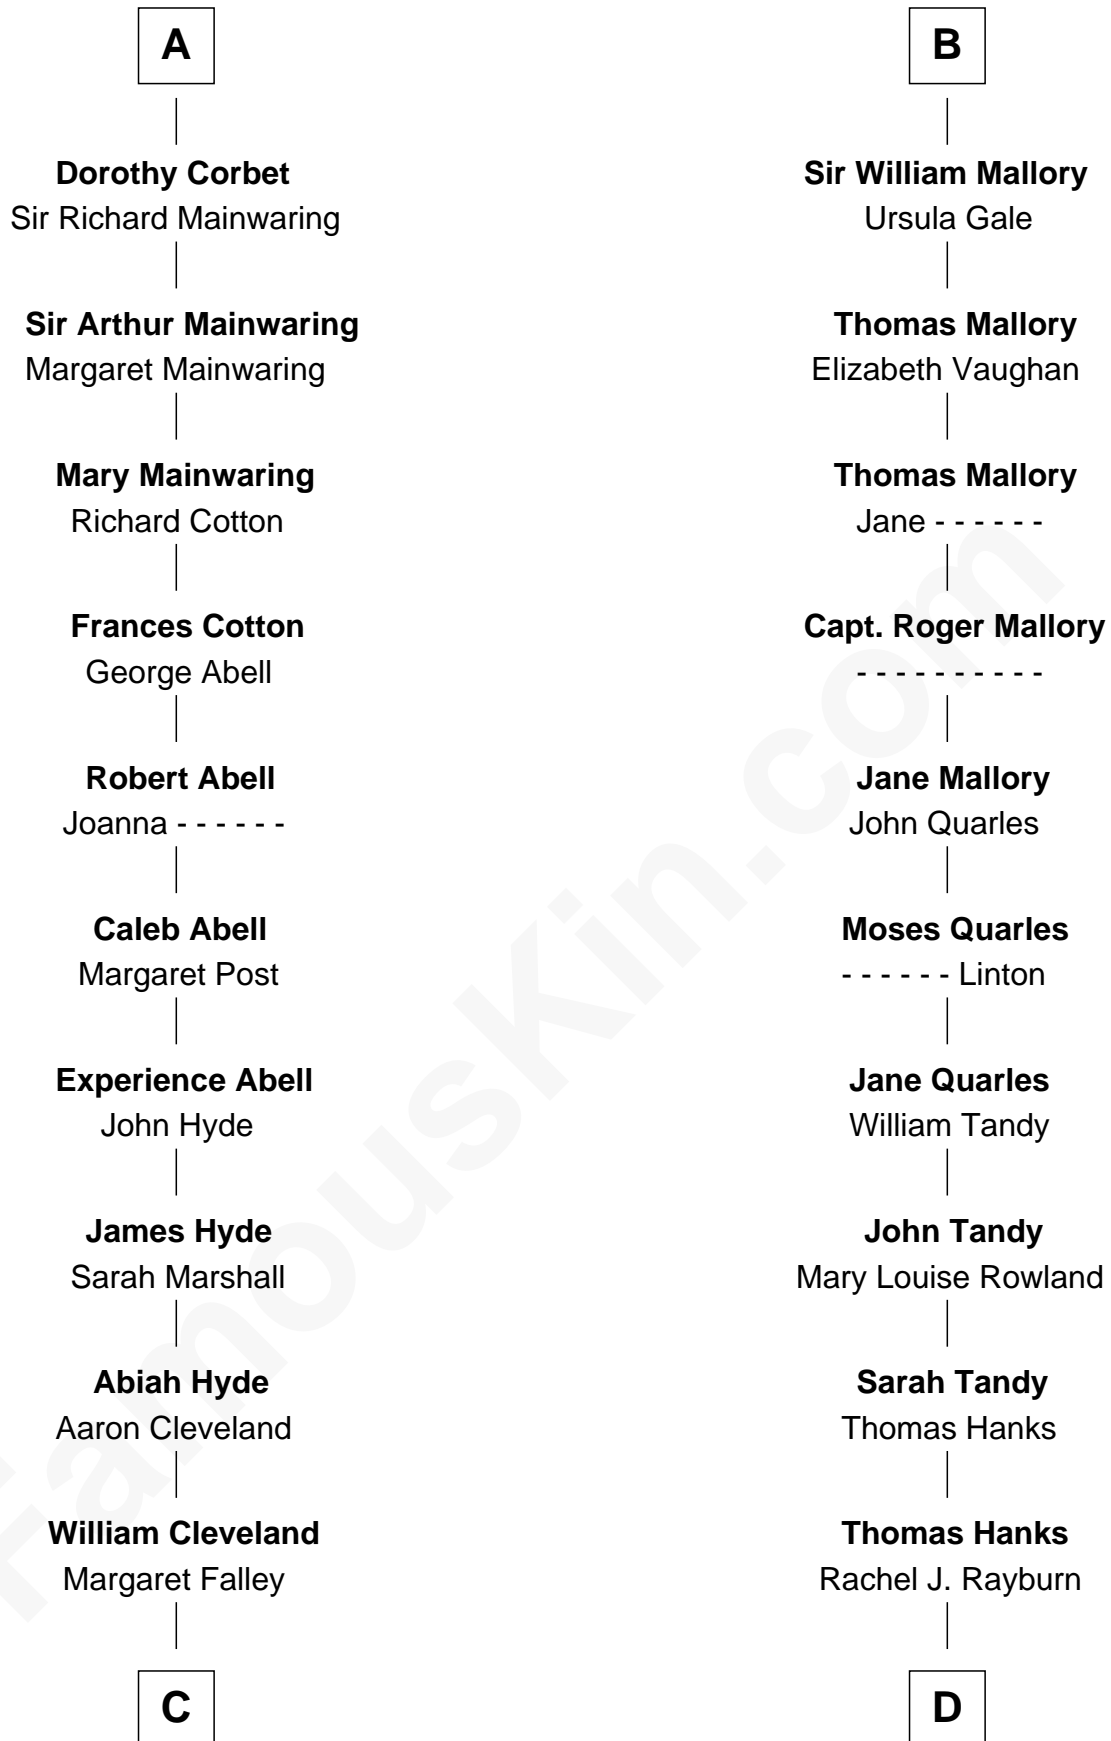 A
Dorothy Corbet
Sir Richard Mainwaring
Sir Arthur Mainwaring
Margaret Mainwaring
Mary Mainwaring
Richard Cotton
Frances Cotton
George Abell
Robert Abell
Joanna - - - - - -
Caleb Abell
Margaret Post
Experience Abell
John Hyde
James Hyde
Sarah Marshall
Abiah Hyde
Aaron Cleveland
William Cleveland
Margaret Falley
C
B
Sir William Mallory
Ursula Gale
Thomas Mallory
Elizabeth Vaughan
Thomas Mallory
Jane - - - - - -
Capt. Roger Mallory
- - - - - - - - - -
Jane Mallory
John Quarles
Moses Quarles
- - - - - - Linton
Jane Quarles
William Tandy
John Tandy
Mary Louise Rowland
Sarah Tandy
Thomas Hanks
Thomas Hanks
Rachel J. Rayburn
D
FamousKin.com